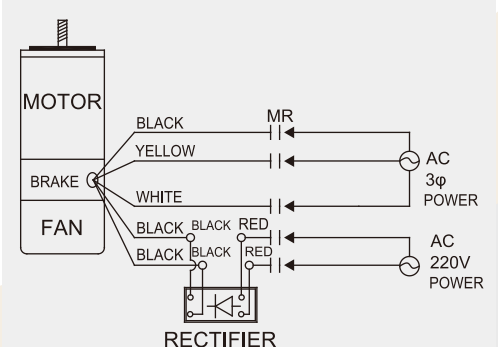 MOTOR
BRAKE
FAN
BLACK
YELLOW
WHITE
BLACK
BLACK
BLACK
BLACK
RED
RED
MR
AC
3φ
POWER
AC
220V
POWER
RECTIFIER